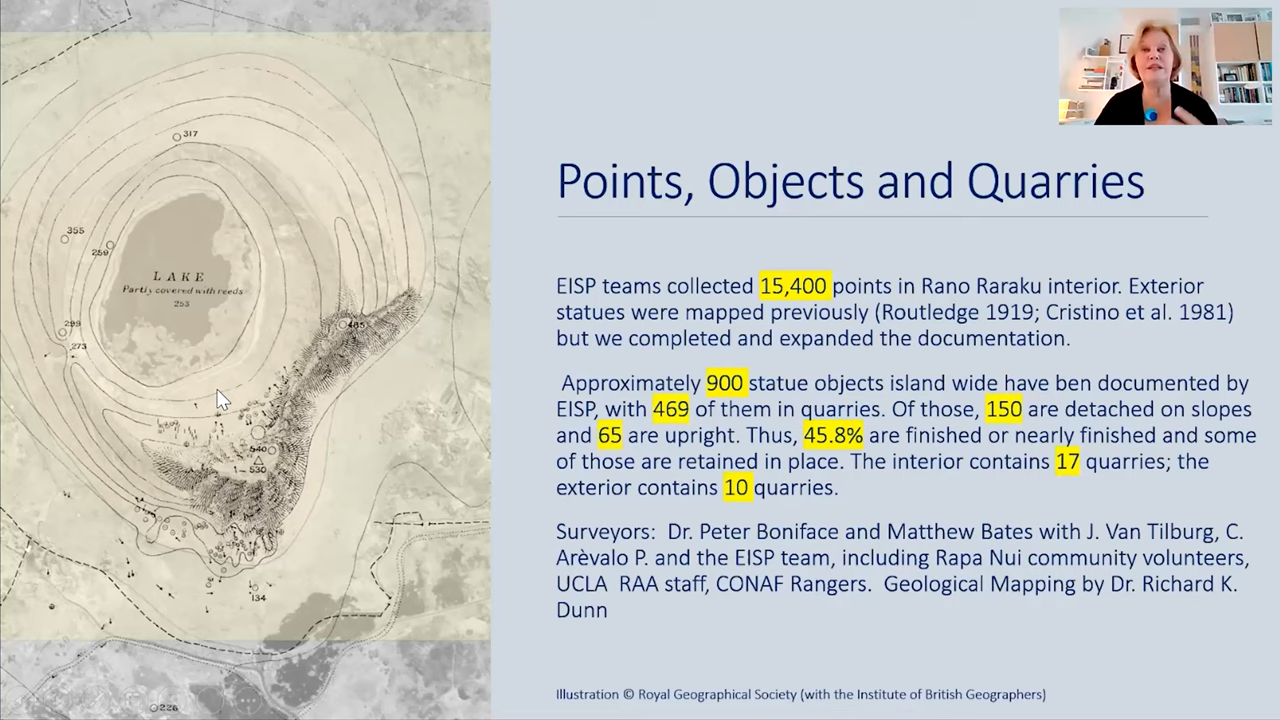 317
355
259
LAKE
Partly covered with reeds
253
299
273
485
540
530
134
226
Points, Objects and Quarries
EISP teams collected 15,400 points in Rano Raraku interior. Exterior
statues were mapped previously (Routledge 1919; Cristino et al. 1981)
but we completed and expanded the documentation.
Approximately 900 statue objects island wide have ben documented by
EISP, with 469 of them in quarries. Of those, 150 are detached on slopes
and 65 are upright. Thus, 45.8% are finished or nearly finished and some
of those are retained in place. The interior contains 17 quarries; the
exterior contains 10 quarries.
Surveyors: Dr. Peter Boniface and Matthew Bates with J. Van Tilburg, C.
Arèvalo P. and the EISP team, including Rapa Nui community volunteers,
UCLA RAA staff, CONAF Rangers. Geological Mapping by Dr. Richard K.
Dunn
Illustration © Royal Geographical Society (with the Institute of British Geographers)